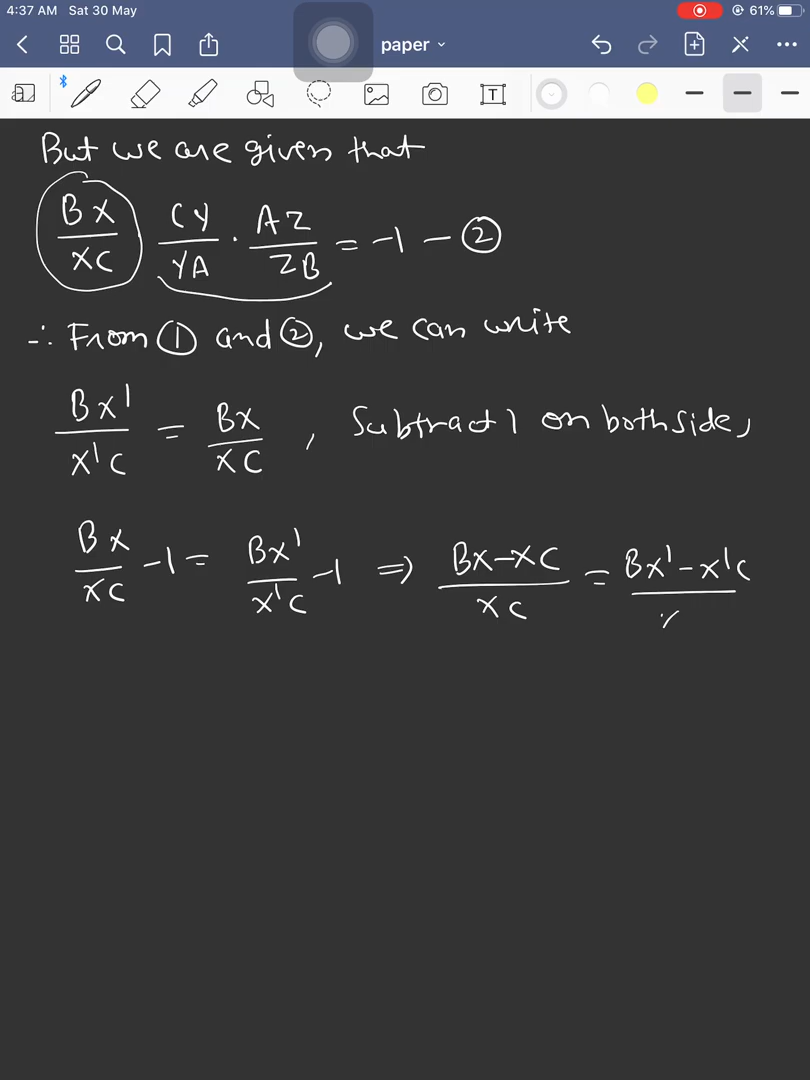 4:37 AM Sat 30 May 61%
paper
T
But we are given that
BX/XC CY/YA · AZ/ZB = -1 - ②
∴ From ① and ②, we can write
BX'/X'C = BX/XC , Subtract 1 on bothside,
BX/XC -1 = BX'/X'C -1 ⇒ BX-XC/XC = BX'-X'C